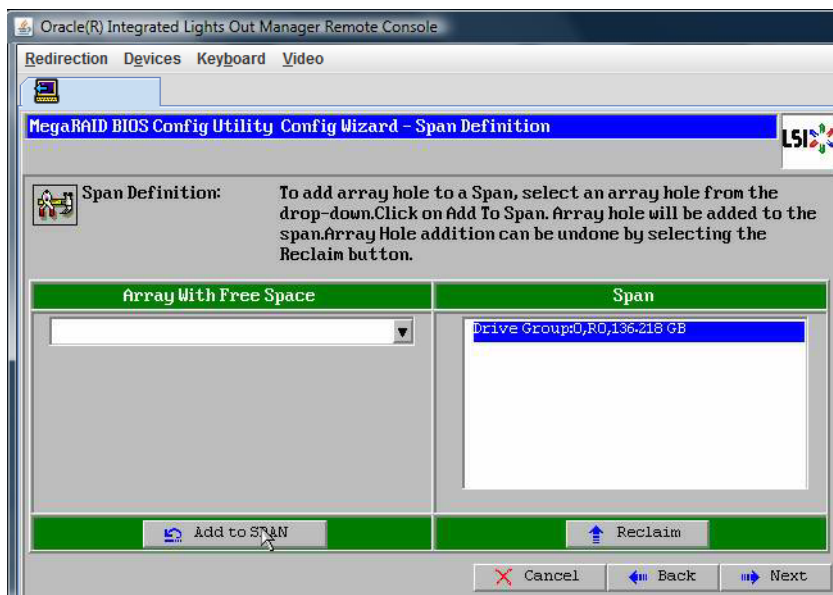 Oracle(R) Integrated Lights Out Manager Remote Console
Redirection Devices Keyboard Video
MegaRAID BIOS Config Utility Config Wizard - Span Definition
LSI
Span Definition: To add array hole to a Span, select an array hole from the
drop-down.Click on Add To Span. Array hole will be added to the
span.Array Hole addition can be undone by selecting the
Reclaim button.
Array With Free Space Span
Drive Group:0,R0,136.218 GB
Add to SPAN Reclaim
Cancel Back Next